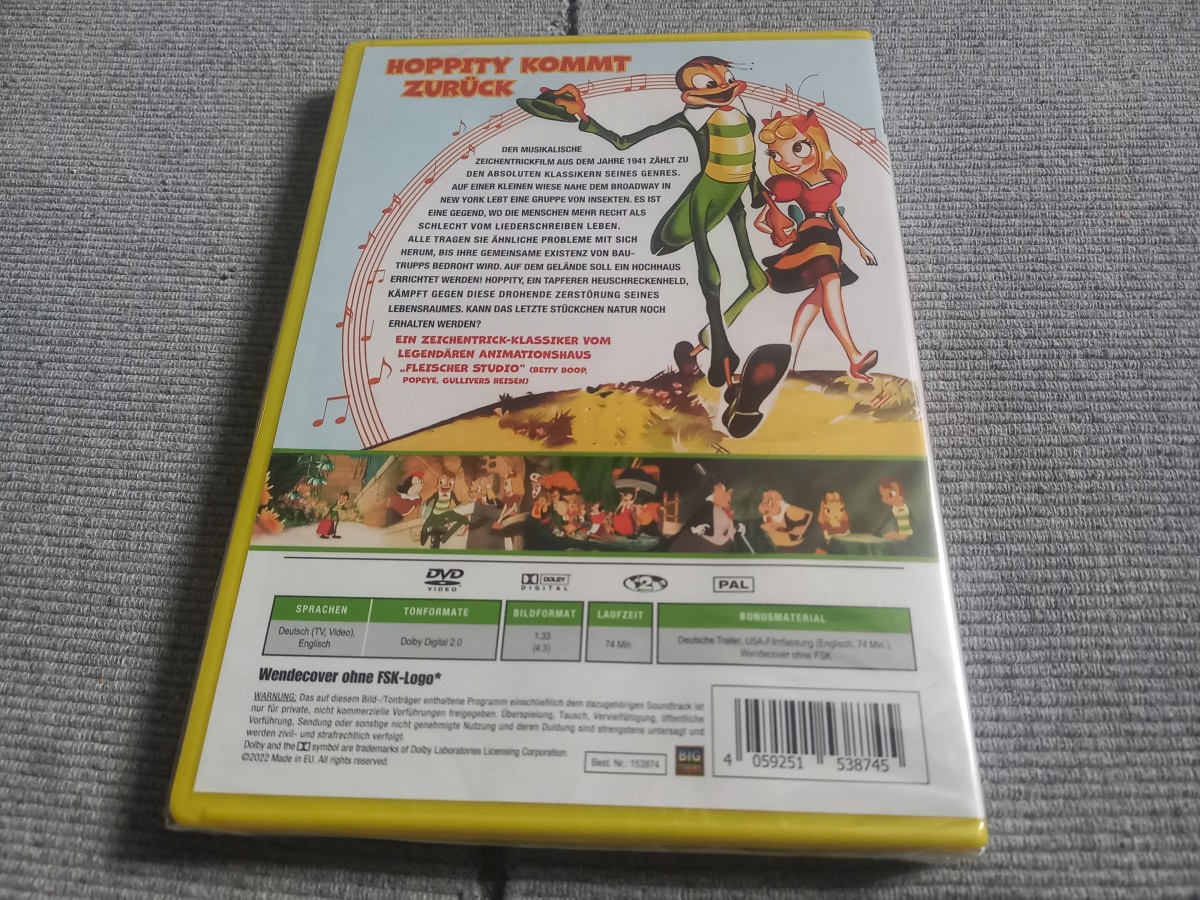 HOPPITY KOMMT
ZURÜCK
DER MUSIKALISCHE
ZEICHENTRICKFILM AUS DEM JAHRE 1941 ZÄHLT ZU
DEN ABSOLUTEN KLASSIKERN SEINES GENRES.
AUF EINER KLEINEN WIESE NAHE DEM BROADWAY IN
NEW YORK LEBT EINE GRUPPE VON INSEKTEN. ES IST
EINE GEGEND, WO DIE MENSCHEN MEHR RECHT ALS
SCHLECHT VOM LIEDERSCHREIBEN LEBEN.
ALLE TRAGEN SIE ÄHNLICHE PROBLEME MIT SICH
HERUM, BIS IHRE GEMEINSAME EXISTENZ VON BAU-
TRUPPS BEDROHT WIRD. AUF DEM GELÄNDE SOLL EIN HOCHHAUS
ERRICHTET WERDEN! HOPPITY, EIN TAPFERER HEUSCHRECKENHELD,
KÄMPFT GEGEN DIESE DROHENDE ZERSTÖRUNG SEINES
LEBENSRAUMES. KANN DAS LETZTE STÜCKCHEN NATUR NOCH
ERHALTEN WERDEN?
EIN ZEICHENTRICK-KLASSIKER VOM
LEGENDÄREN ANIMATIONSHAUS
„FLEISCHER STUDIO" (BETTY BOOP,
POPEYE, GULLIVERS REISEN)
DVD VIDEO DOLBY DIGITAL 2 PAL
SPRACHEN TONFORMATE BILDFORMAT LAUFZEIT BONUSMATERIAL
Deutsch (TV, Video), Dolby Digital 2.0 1.33 74 Min. Deutsche Trailer, USA-Filmfassung (Englisch, 74 Min.),
Englisch (4:3) Wendecover ohne FSK
Wendecover ohne FSK-Logo*
WARNUNG: Das auf diesem Bild-/Tonträger enthaltene Programm einschließlich dem dazugehörigen Soundtrack ist
nur für private, nicht kommerzielle Vorführungen freigegeben. Überspielung, Tausch, Vervielfältigung, öffentliche
Vorführung, Sendung oder sonstige nicht genehmigte Nutzung und deren Duldung sind strengstens untersagt und
werden zivil- und strafrechtlich verfolgt.
Dolby and the symbol are trademarks of Dolby Laboratories Licensing Corporation.
©2022 Made in EU. All rights reserved.
Best. Nr.: 153874
BIG
4 059251 538745